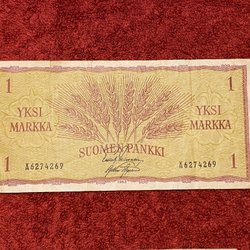 1 1
YKSI MARKKA YKSI MARKKA
SUOMEN PANKKI
X6274269 X6274269
1 1